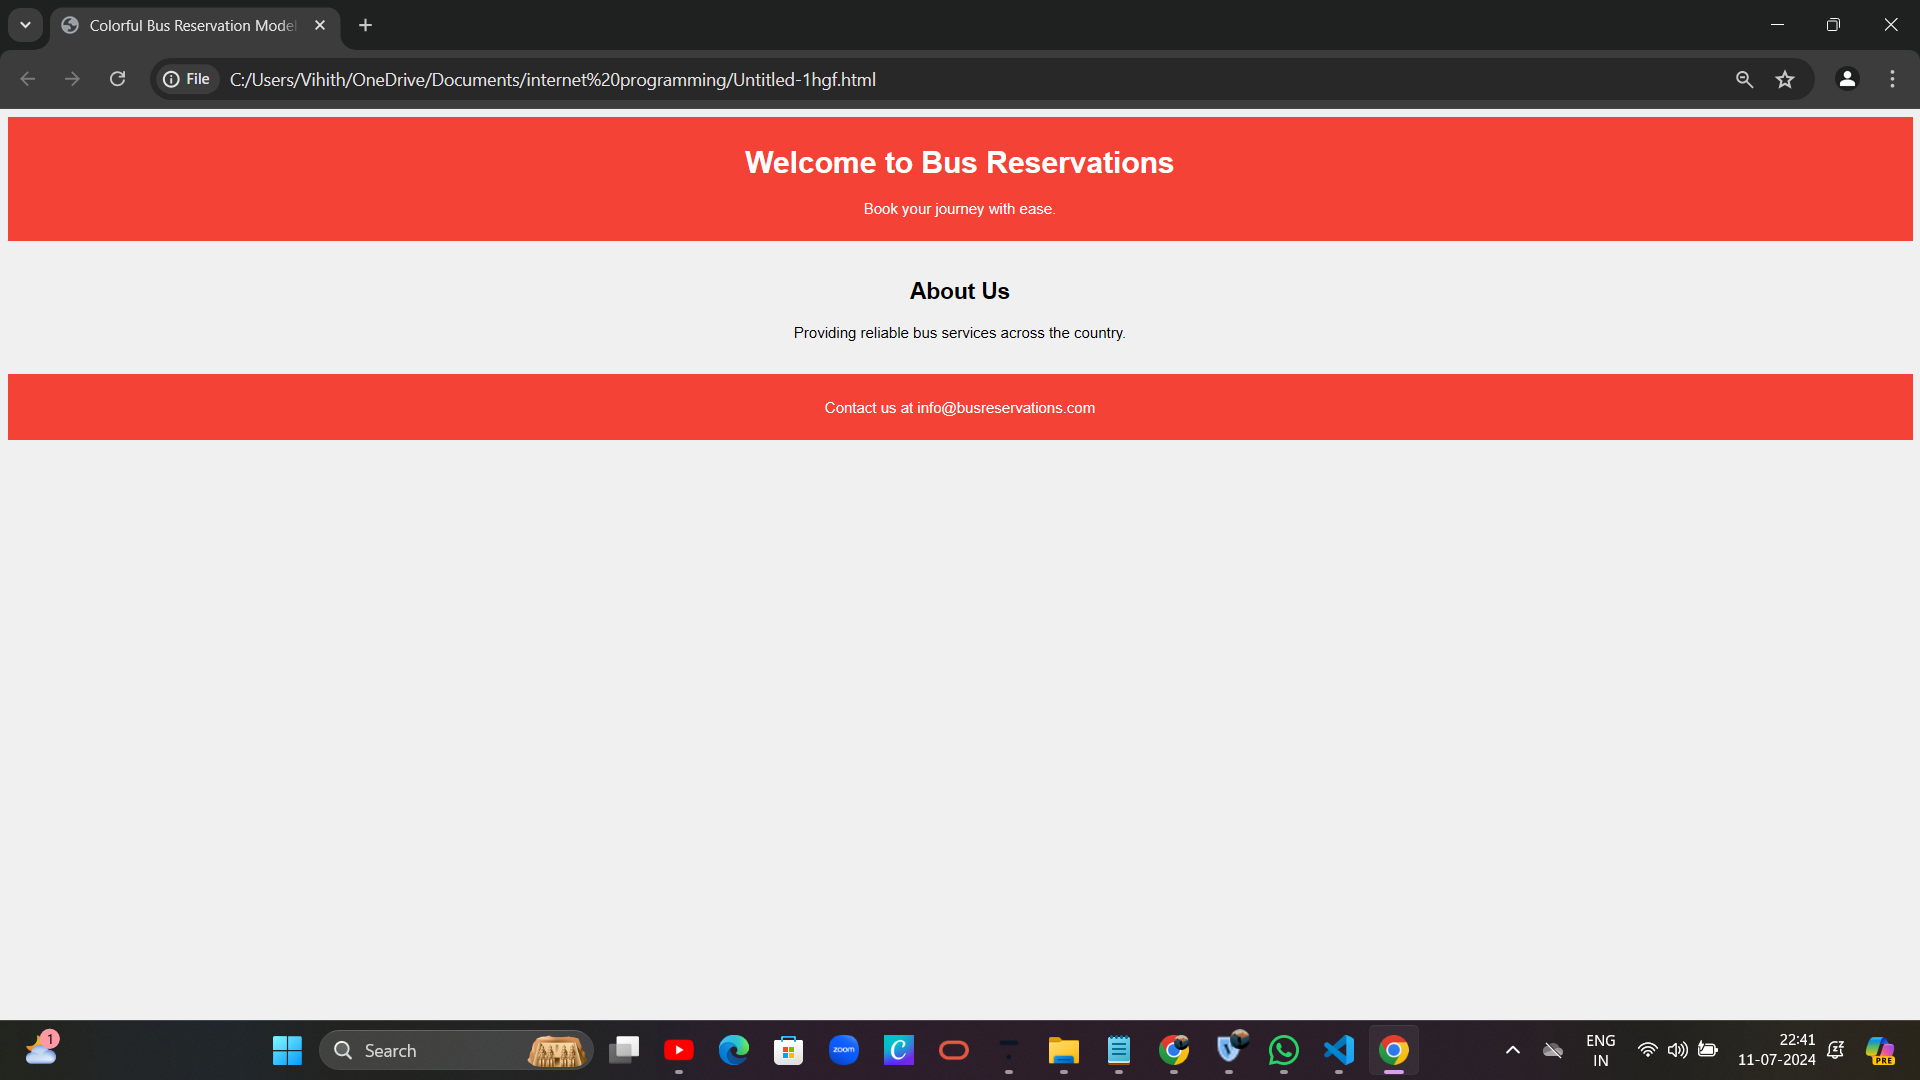 Colorful Bus Reservation Model
File
C:/Users/Vihith/OneDrive/Documents/internet%20programming/Untitled-1hgf.html
Welcome to Bus Reservations
Book your journey with ease.
About Us
Providing reliable bus services across the country.
Contact us at info@busreservations.com
1
Search
zoom
C
ENG
IN
22:41
11-07-2024
PRE